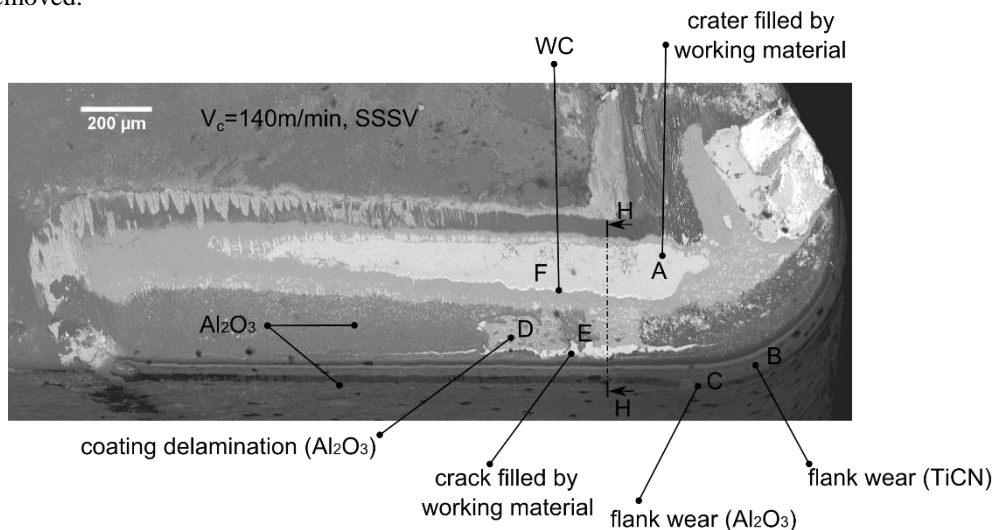 emoved.
crater filled by
working material
WC
200 µm
Vc=140m/min, SSSV
H
F
A
Al2O3
D
E
B
C
H
coating delamination (Al2O3)
crack filled by
working material
flank wear (TiCN)
flank wear (Al2O3)